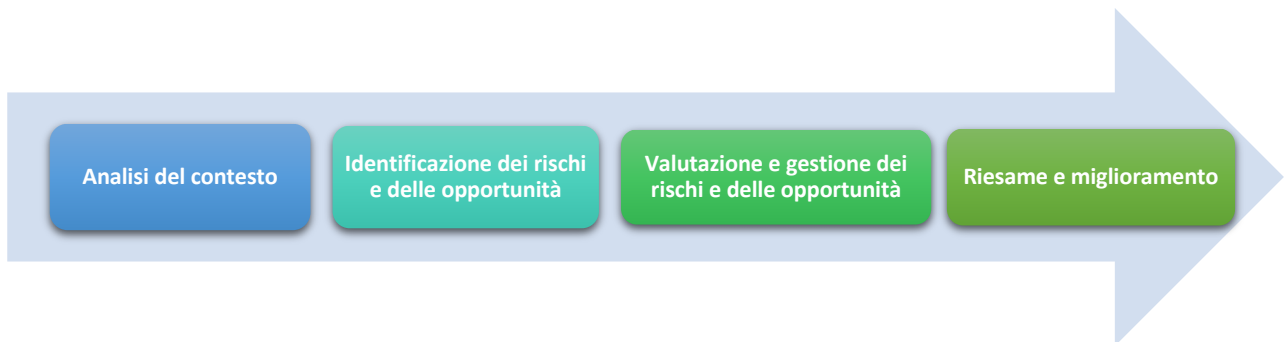 Analisi del contesto
Identificazione dei rischi
e delle opportunità
Valutazione e gestione dei
rischi e delle opportunità
Riesame e miglioramento